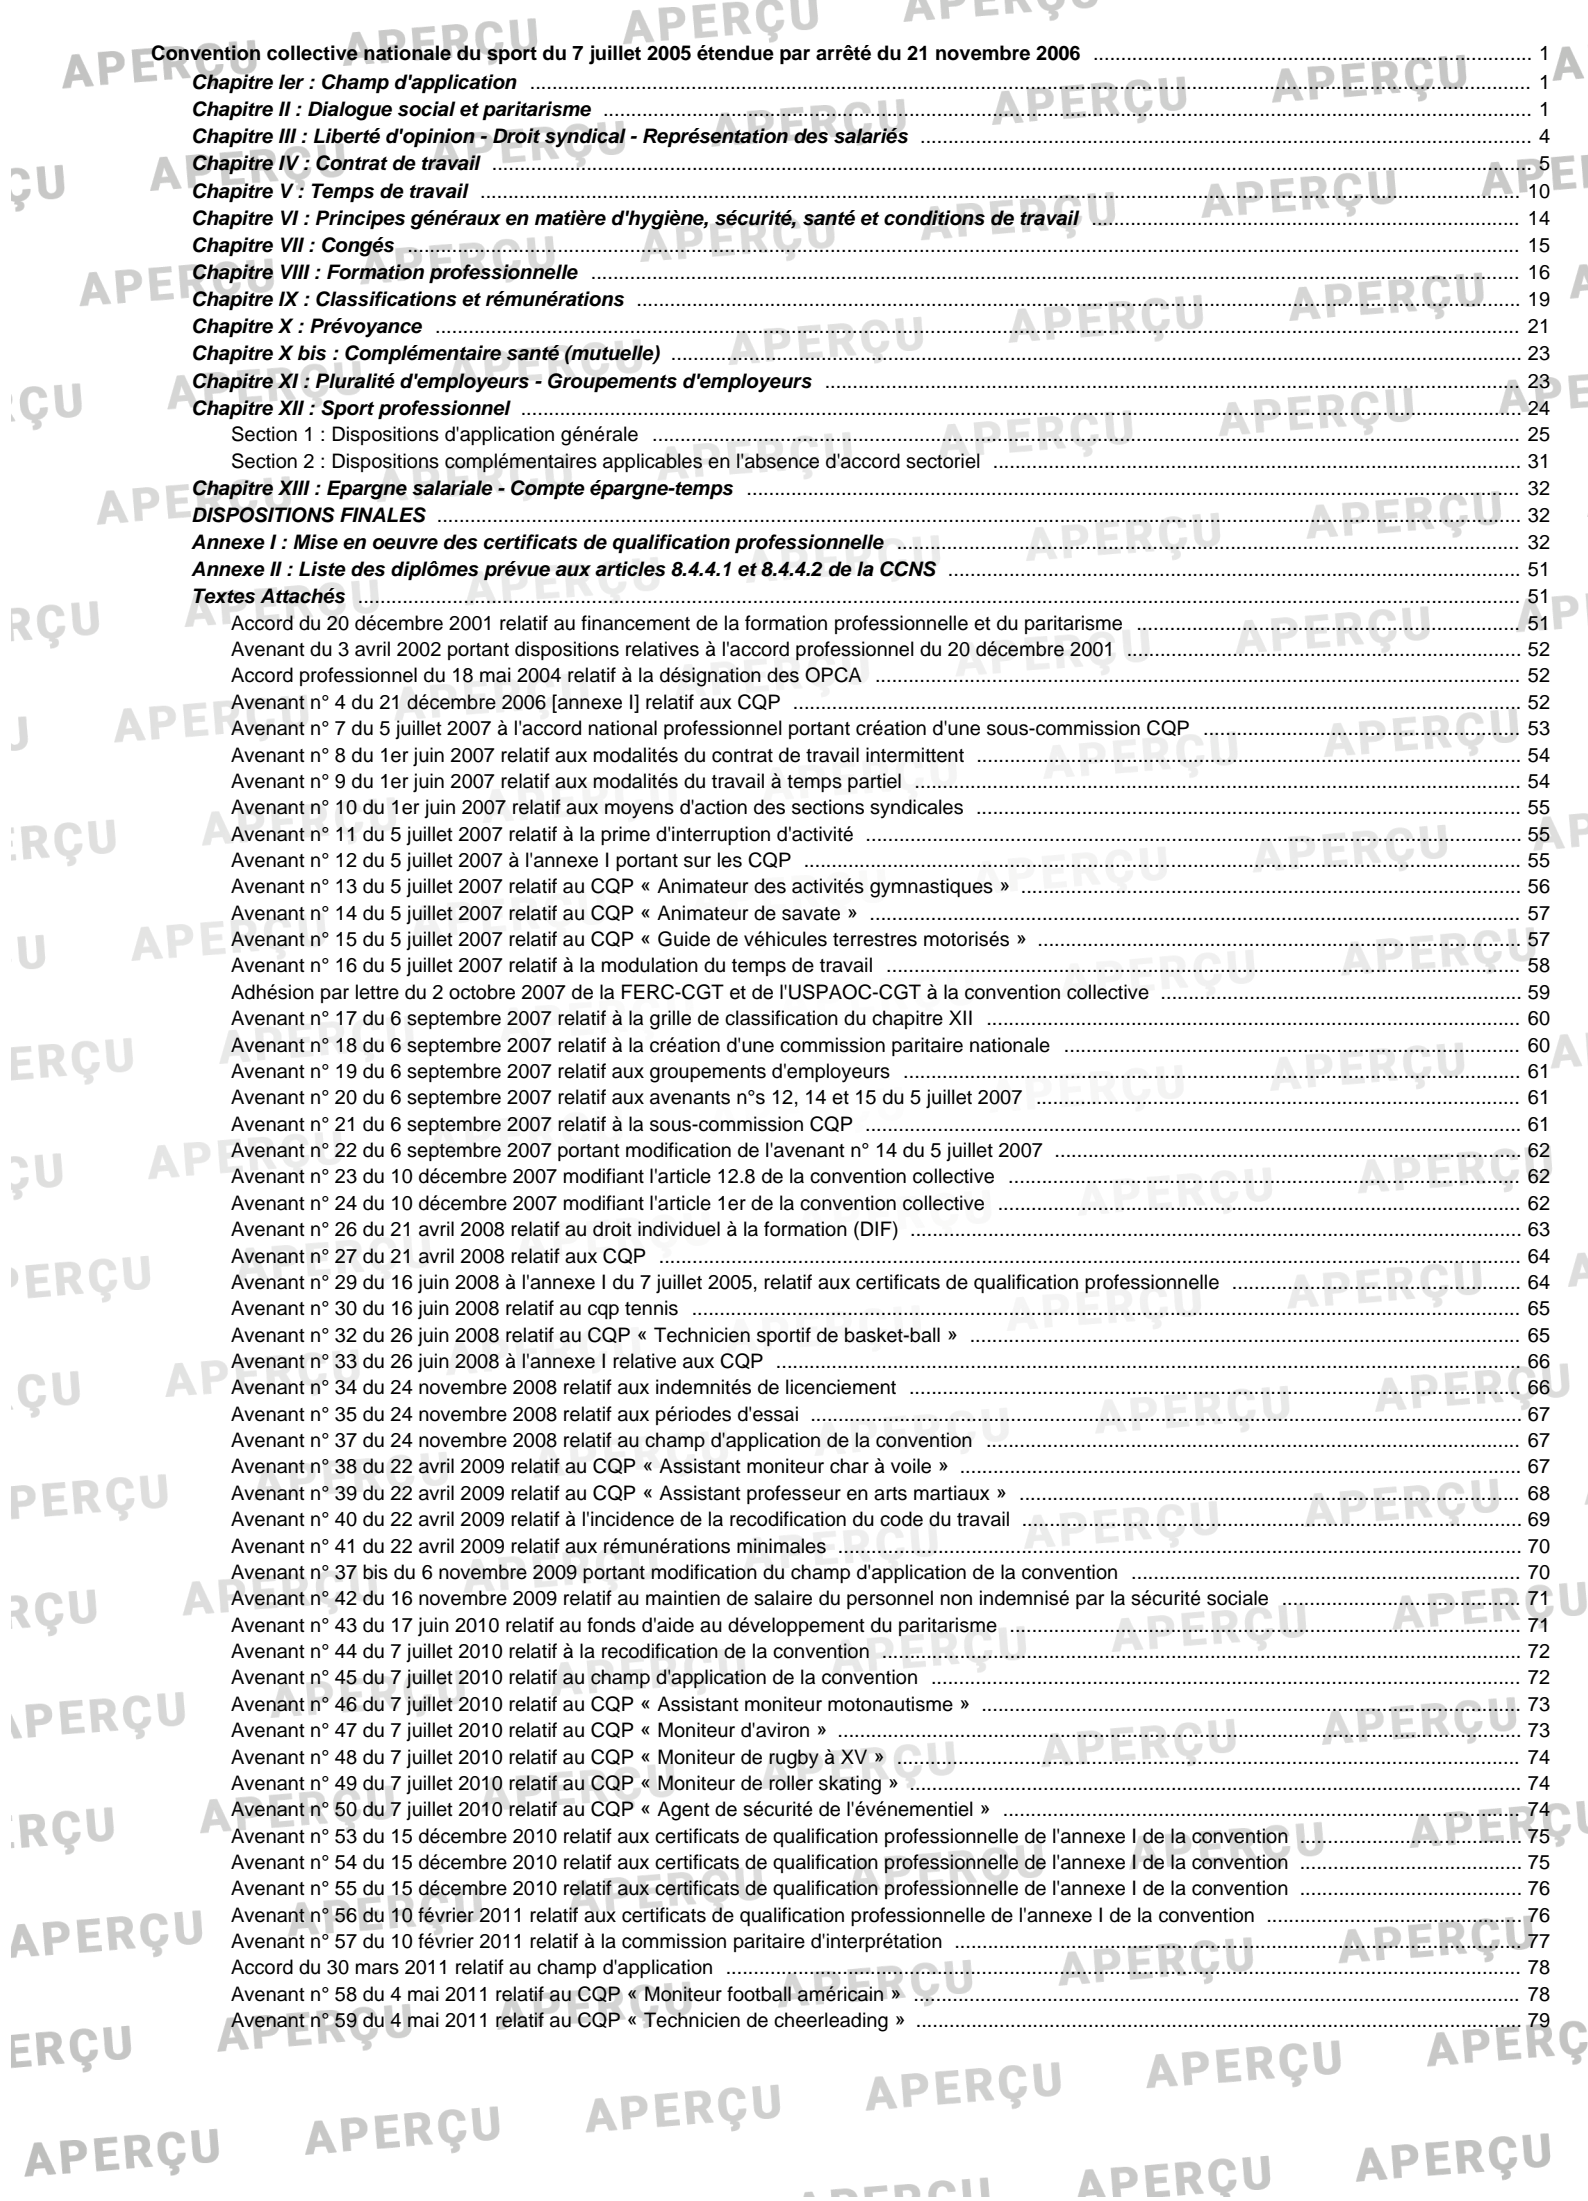 Convention collective nationale du sport du 7 juillet 2005 étendue par arrêté du 21 novembre 2006 ... 1
Chapitre Ier : Champ d'application ... 1
Chapitre II : Dialogue social et paritarisme ... 1
Chapitre III : Liberté d'opinion - Droit syndical - Représentation des salariés ... 4
Chapitre IV : Contrat de travail ... 5
Chapitre V : Temps de travail ... 10
Chapitre VI : Principes généraux en matière d'hygiène, sécurité, santé et conditions de travail ... 14
Chapitre VII : Congés ... 15
Chapitre VIII : Formation professionnelle ... 16
Chapitre IX : Classifications et rémunérations ... 19
Chapitre X : Prévoyance ... 21
Chapitre X bis : Complémentaire santé (mutuelle) ... 23
Chapitre XI : Pluralité d'employeurs - Groupements d'employeurs ... 23
Chapitre XII : Sport professionnel ... 24
Section 1 : Dispositions d'application générale ... 25
Section 2 : Dispositions complémentaires applicables en l'absence d'accord sectoriel ... 31
Chapitre XIII : Epargne salariale - Compte épargne-temps ... 32
DISPOSITIONS FINALES ... 32
Annexe I : Mise en oeuvre des certificats de qualification professionnelle ... 32
Annexe II : Liste des diplômes prévue aux articles 8.4.4.1 et 8.4.4.2 de la CCNS ... 51
Textes Attachés ... 51
Accord du 20 décembre 2001 relatif au financement de la formation professionnelle et du paritarisme ... 51
Avenant du 3 avril 2002 portant dispositions relatives à l'accord professionnel du 20 décembre 2001 ... 52
Accord professionnel du 18 mai 2004 relatif à la désignation des OPCA ... 52
Avenant n° 4 du 21 décembre 2006 [annexe I] relatif aux CQP ... 52
Avenant n° 7 du 5 juillet 2007 à l'accord national professionnel portant création d'une sous-commission CQP ... 53
Avenant n° 8 du 1er juin 2007 relatif aux modalités du contrat de travail intermittent ... 54
Avenant n° 9 du 1er juin 2007 relatif aux modalités du travail à temps partiel ... 54
Avenant n° 10 du 1er juin 2007 relatif aux moyens d'action des sections syndicales ... 55
Avenant n° 11 du 5 juillet 2007 relatif à la prime d'interruption d'activité ... 55
Avenant n° 12 du 5 juillet 2007 à l'annexe I portant sur les CQP ... 55
Avenant n° 13 du 5 juillet 2007 relatif au CQP « Animateur des activités gymnastiques » ... 56
Avenant n° 14 du 5 juillet 2007 relatif au CQP « Animateur de savate » ... 57
Avenant n° 15 du 5 juillet 2007 relatif au CQP « Guide de véhicules terrestres motorisés » ... 57
Avenant n° 16 du 5 juillet 2007 relatif à la modulation du temps de travail ... 58
Adhésion par lettre du 2 octobre 2007 de la FERC-CGT et de l'USPAOC-CGT à la convention collective ... 59
Avenant n° 17 du 6 septembre 2007 relatif à la grille de classification du chapitre XII ... 60
Avenant n° 18 du 6 septembre 2007 relatif à la création d'une commission paritaire nationale ... 60
Avenant n° 19 du 6 septembre 2007 relatif aux groupements d'employeurs ... 61
Avenant n° 20 du 6 septembre 2007 relatif aux avenants n°s 12, 14 et 15 du 5 juillet 2007 ... 61
Avenant n° 21 du 6 septembre 2007 relatif à la sous-commission CQP ... 61
Avenant n° 22 du 6 septembre 2007 portant modification de l'avenant n° 14 du 5 juillet 2007 ... 62
Avenant n° 23 du 10 décembre 2007 modifiant l'article 12.8 de la convention collective ... 62
Avenant n° 24 du 10 décembre 2007 modifiant l'article 1er de la convention collective ... 62
Avenant n° 26 du 21 avril 2008 relatif au droit individuel à la formation (DIF) ... 63
Avenant n° 27 du 21 avril 2008 relatif aux CQP ... 64
Avenant n° 29 du 16 juin 2008 à l'annexe I du 7 juillet 2005, relatif aux certificats de qualification professionnelle ... 64
Avenant n° 30 du 16 juin 2008 relatif au cqp tennis ... 65
Avenant n° 32 du 26 juin 2008 relatif au CQP « Technicien sportif de basket-ball » ... 65
Avenant n° 33 du 26 juin 2008 à l'annexe I relative aux CQP ... 66
Avenant n° 34 du 24 novembre 2008 relatif aux indemnités de licenciement ... 66
Avenant n° 35 du 24 novembre 2008 relatif aux périodes d'essai ... 67
Avenant n° 37 du 24 novembre 2008 relatif au champ d'application de la convention ... 67
Avenant n° 38 du 22 avril 2009 relatif au CQP « Assistant moniteur char à voile » ... 67
Avenant n° 39 du 22 avril 2009 relatif au CQP « Assistant professeur en arts martiaux » ... 68
Avenant n° 40 du 22 avril 2009 relatif à l'incidence de la recodification du code du travail ... 69
Avenant n° 41 du 22 avril 2009 relatif aux rémunérations minimales ... 70
Avenant n° 37 bis du 6 novembre 2009 portant modification du champ d'application de la convention ... 70
Avenant n° 42 du 16 novembre 2009 relatif au maintien de salaire du personnel non indemnisé par la sécurité sociale ... 71
Avenant n° 43 du 17 juin 2010 relatif au fonds d'aide au développement du paritarisme ... 71
Avenant n° 44 du 7 juillet 2010 relatif à la recodification de la convention ... 72
Avenant n° 45 du 7 juillet 2010 relatif au champ d'application de la convention ... 72
Avenant n° 46 du 7 juillet 2010 relatif au CQP « Assistant moniteur motonautisme » ... 73
Avenant n° 47 du 7 juillet 2010 relatif au CQP « Moniteur d'aviron » ... 73
Avenant n° 48 du 7 juillet 2010 relatif au CQP « Moniteur de rugby à XV » ... 74
Avenant n° 49 du 7 juillet 2010 relatif au CQP « Moniteur de roller skating » ... 74
Avenant n° 50 du 7 juillet 2010 relatif au CQP « Agent de sécurité de l'événementiel » ... 74
Avenant n° 53 du 15 décembre 2010 relatif aux certificats de qualification professionnelle de l'annexe I de la convention ... 75
Avenant n° 54 du 15 décembre 2010 relatif aux certificats de qualification professionnelle de l'annexe I de la convention ... 75
Avenant n° 55 du 15 décembre 2010 relatif aux certificats de qualification professionnelle de l'annexe I de la convention ... 76
Avenant n° 56 du 10 février 2011 relatif aux certificats de qualification professionnelle de l'annexe I de la convention ... 76
Avenant n° 57 du 10 février 2011 relatif à la commission paritaire d'interprétation ... 77
Accord du 30 mars 2011 relatif au champ d'application ... 78
Avenant n° 58 du 4 mai 2011 relatif au CQP « Moniteur football américain » ... 78
Avenant n° 59 du 4 mai 2011 relatif au CQP « Technicien de cheerleading » ... 79
APERÇU